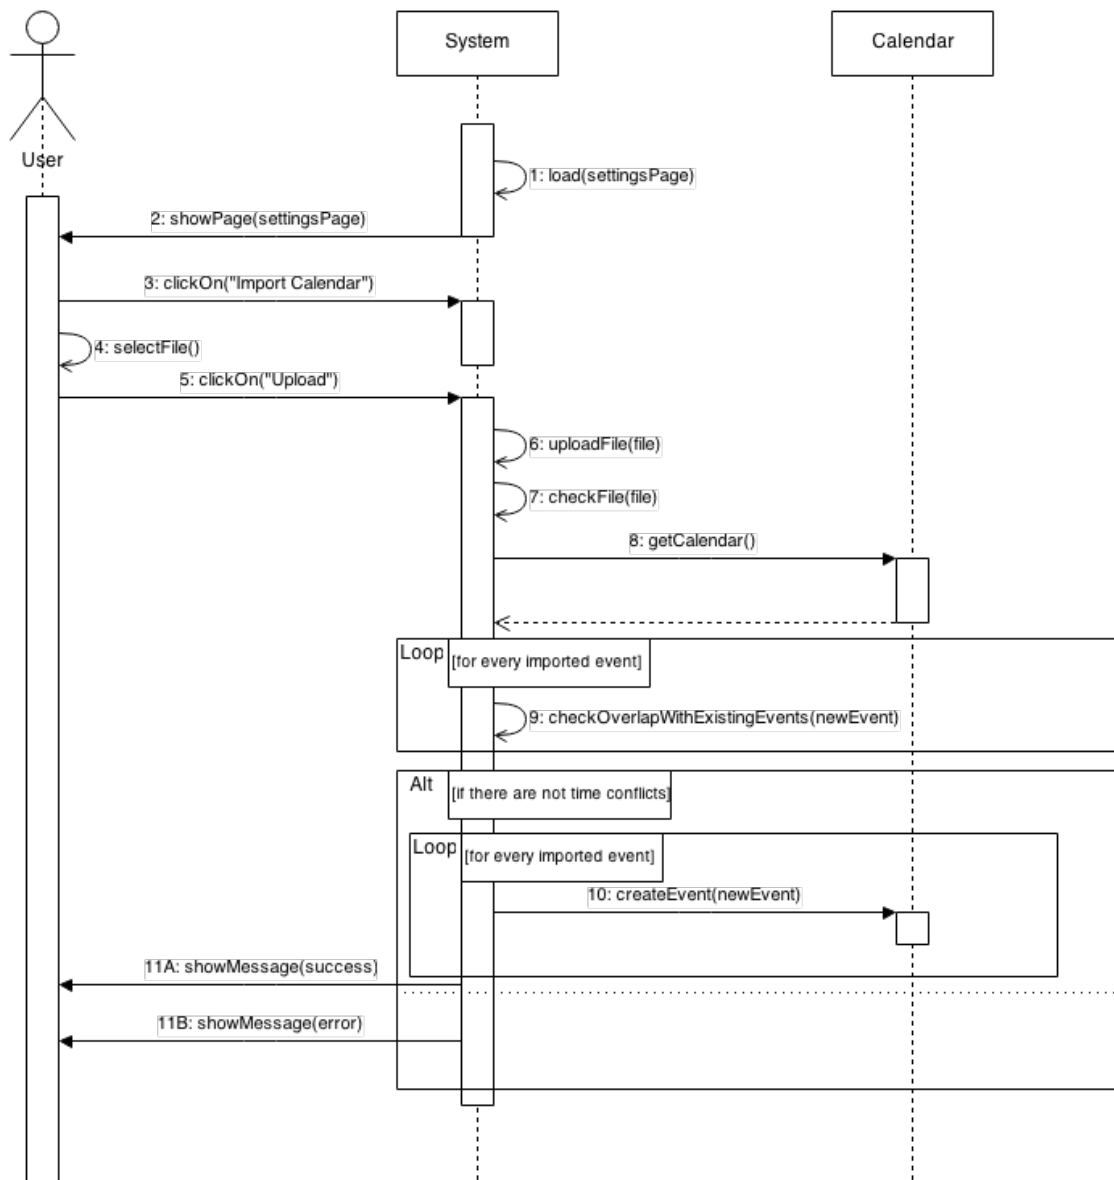 System
Calendar
User
1: load(settingsPage)
2: showPage(settingsPage)
3: clickOn("Import Calendar")
4: selectFile()
5: clickOn("Upload")
6: uploadFile(file)
7: checkFile(file)
8: getCalendar()
Loop
[for every imported event]
9: checkOverlapWithExistingEvents(newEvent)
Alt
[if there are not time conflicts]
Loop
[for every imported event]
10: createEvent(newEvent)
11A: showMessage(success)
11B: showMessage(error)